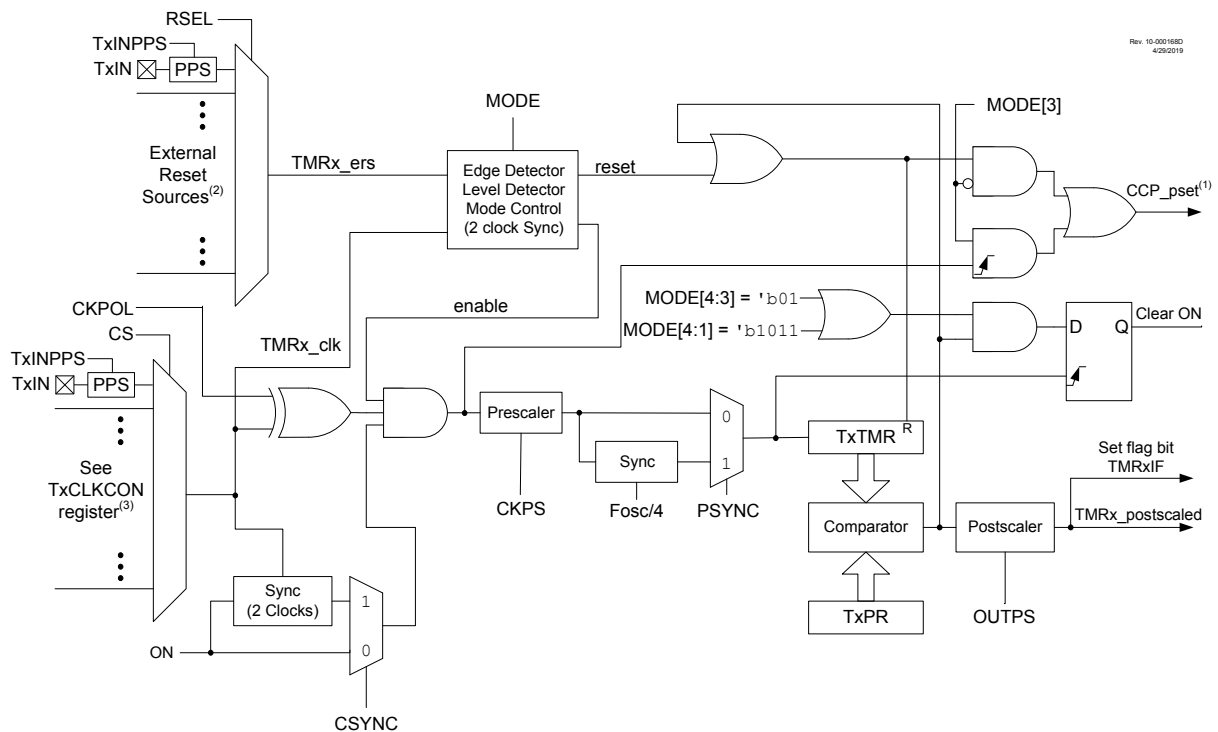 RSEL
TxINPPS
TxIN
PPS
Rev. 10-000168D
4/29/2019
MODE
MODE[3]
External
Reset
Sources(2)
TMRx_ers
Edge Detector
Level Detector
Mode Control
(2 clock Sync)
reset
CCP_pset(1)
CKPOL
CS
enable
MODE[4:3] = 'b01
MODE[4:1] = 'b1011
D
Q
Clear ON
TxINPPS
TxIN
PPS
TMRx_clk
See
TxCLKCON
register(3)
Prescaler
0
1
Sync
CKPS
Fosc/4
PSYNC
TxTMR
R
Set flag bit
TMRxIF
Comparator
Postscaler
TMRx_postscaled
TxPR
OUTPS
Sync
(2 Clocks)
1
0
ON
CSYNC